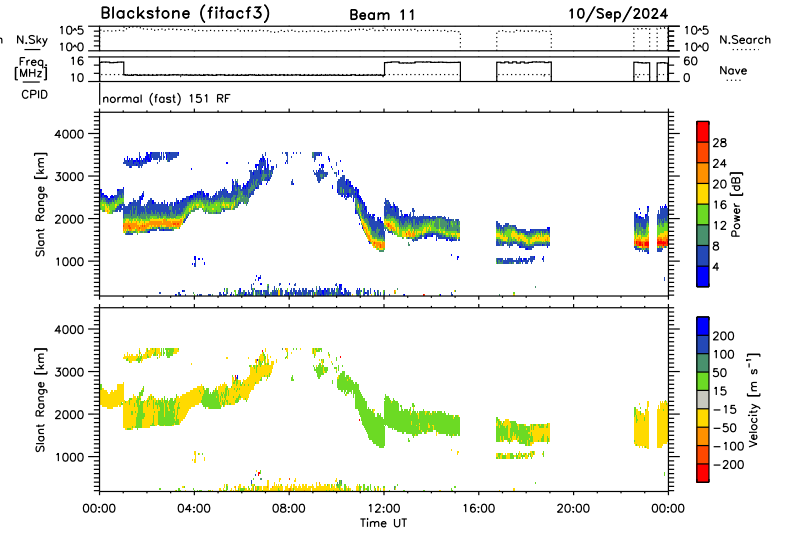 Blackstone (fitacf3) Beam 11 10/Sep/2024
N.Sky 10^5 10^0 10^5 10^0 N.Search
Freq. [MHz] 16 10 60 0 Nave
CPID normal (fast) 151 RF
4000
3000
2000
1000
Slant Range [km]
28
24
20
16
12
8
4
Power [dB]
4000
3000
2000
1000
Slant Range [km]
200
100
50
15
−15
−50
−100
−200
Velocity [m s⁻¹]
00:00 04:00 08:00 12:00 16:00 20:00 00:00
Time UT